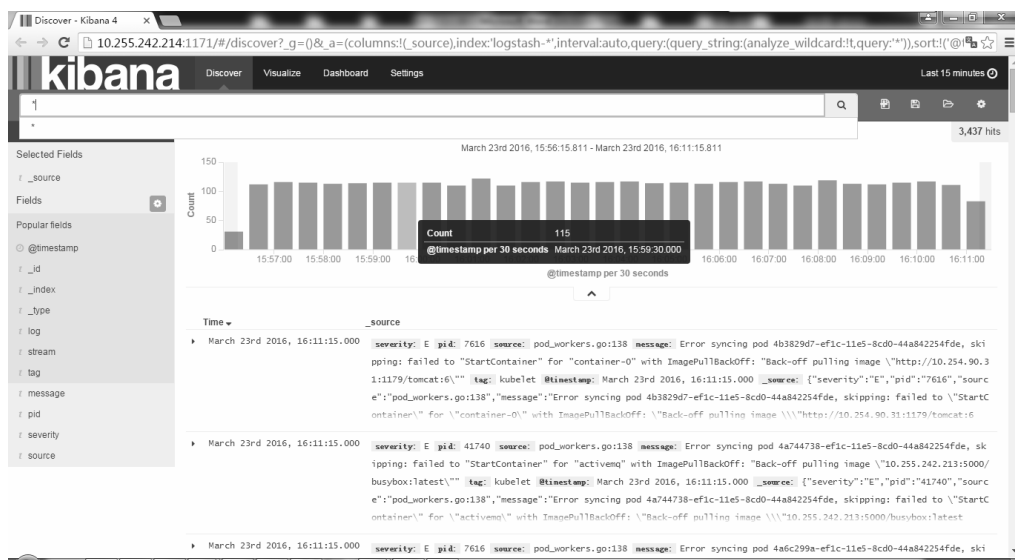 Discover - Kibana 4
10.255.242.214:1171/#/discover?_g=()&_a=(columns:!(_source),index:'logstash-*',interval:auto,query:(query_string:(analyze_wildcard:!t,query:'*')),sort:!('@
kibana Discover Visualize Dashboard Settings Last 15 minutes
*
*
3,437 hits
Selected Fields
March 23rd 2016, 15:56:15.811 - March 23rd 2016, 16:11:15.811
t _source
Fields
Popular fields
@timestamp
t _id
t _index
t _type
t log
t stream
t tag
t message
t pid
t severity
t source
Count
150
100
50
0
15:57:00 15:58:00 15:59:00 16: 16:06:00 16:07:00 16:08:00 16:09:00 16:10:00 16:11:00
Count 115
@timestamp per 30 seconds March 23rd 2016, 15:59:30.000
@timestamp per 30 seconds
Time _source
March 23rd 2016, 16:11:15.000 severity: E pid: 7616 source: pod_workers.go:138 message: Error syncing pod 4b3829d7-ef1c-11e5-8cd0-44a842254fde, ski
pping: failed to "StartContainer" for "container-0" with ImagePullBackOff: "Back-off pulling image \"http://10.254.90.3
1:1179/tomcat:6\"" tag: kubelet @timestamp: March 23rd 2016, 16:11:15.000 _source: {"severity":"E","pid":"7616","sourc
e":"pod_workers.go:138","message":"Error syncing pod 4b3829d7-ef1c-11e5-8cd0-44a842254fde, skipping: failed to \"StartC
ontainer\" for \"container-0\" with ImagePullBackOff: \"Back-off pulling image \\\"http://10.254.90.31:1179/tomcat:6
March 23rd 2016, 16:11:15.000 severity: E pid: 41740 source: pod_workers.go:138 message: Error syncing pod 4a744738-ef1c-11e5-8cd0-44a842254fde, sk
ipping: failed to "StartContainer" for "activemq" with ImagePullBackOff: "Back-off pulling image \"10.255.242.213:5000/
busybox:latest\"" tag: kubelet @timestamp: March 23rd 2016, 16:11:15.000 _source: {"severity":"E","pid":"41740","sourc
e":"pod_workers.go:138","message":"Error syncing pod 4a744738-ef1c-11e5-8cd0-44a842254fde, skipping: failed to \"StartC
ontainer\" for \"activemq\" with ImagePullBackOff: \"Back-off pulling image \\\"10.255.242.213:5000/busybox:latest
March 23rd 2016, 16:11:15.000 severity: E pid: 7616 source: pod_workers.go:138 message: Error syncing pod 4a6c299a-ef1c-11e5-8cd0-44a842254fde, ski